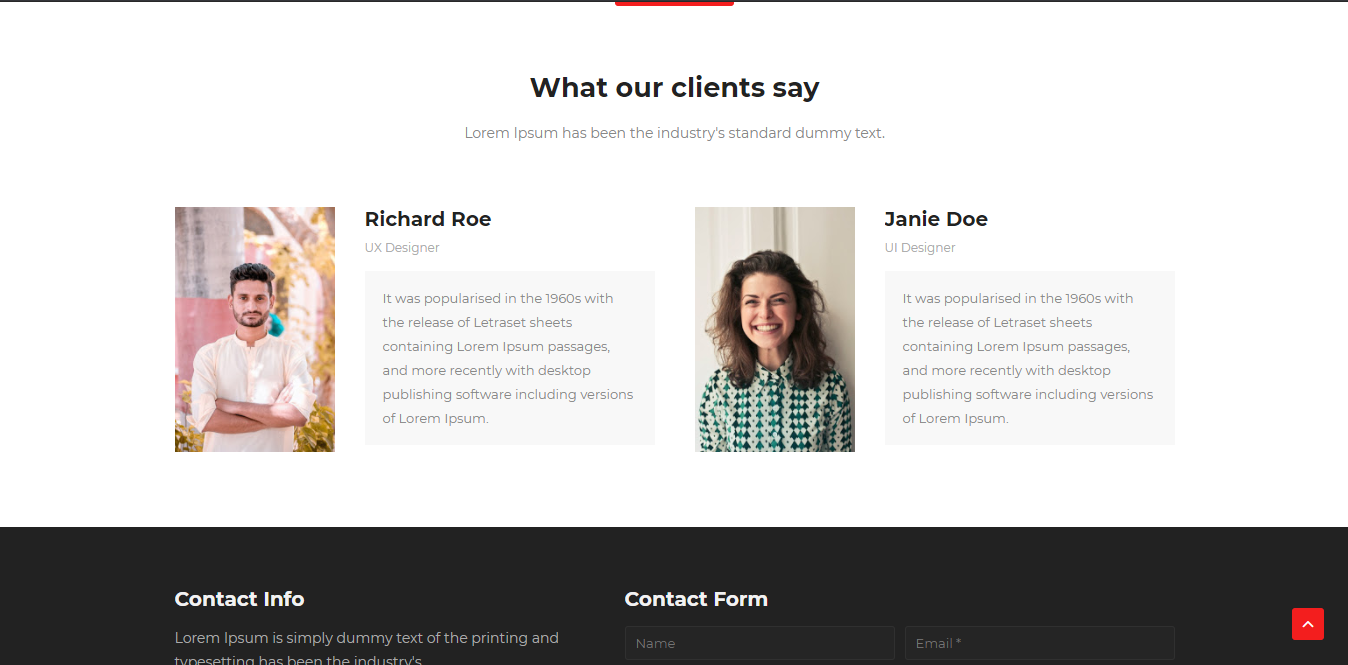 What our clients say
Lorem Ipsum has been the industry's standard dummy text.
Richard Roe
UX Designer
It was popularised in the 1960s with
the release of Letraset sheets
containing Lorem Ipsum passages,
and more recently with desktop
publishing software including versions
of Lorem Ipsum.
Janie Doe
UI Designer
It was popularised in the 1960s with
the release of Letraset sheets
containing Lorem Ipsum passages,
and more recently with desktop
publishing software including versions
of Lorem Ipsum.
Contact Info
Lorem Ipsum is simply dummy text of the printing and
typesetting has been the industry's
Contact Form
Name
Email *